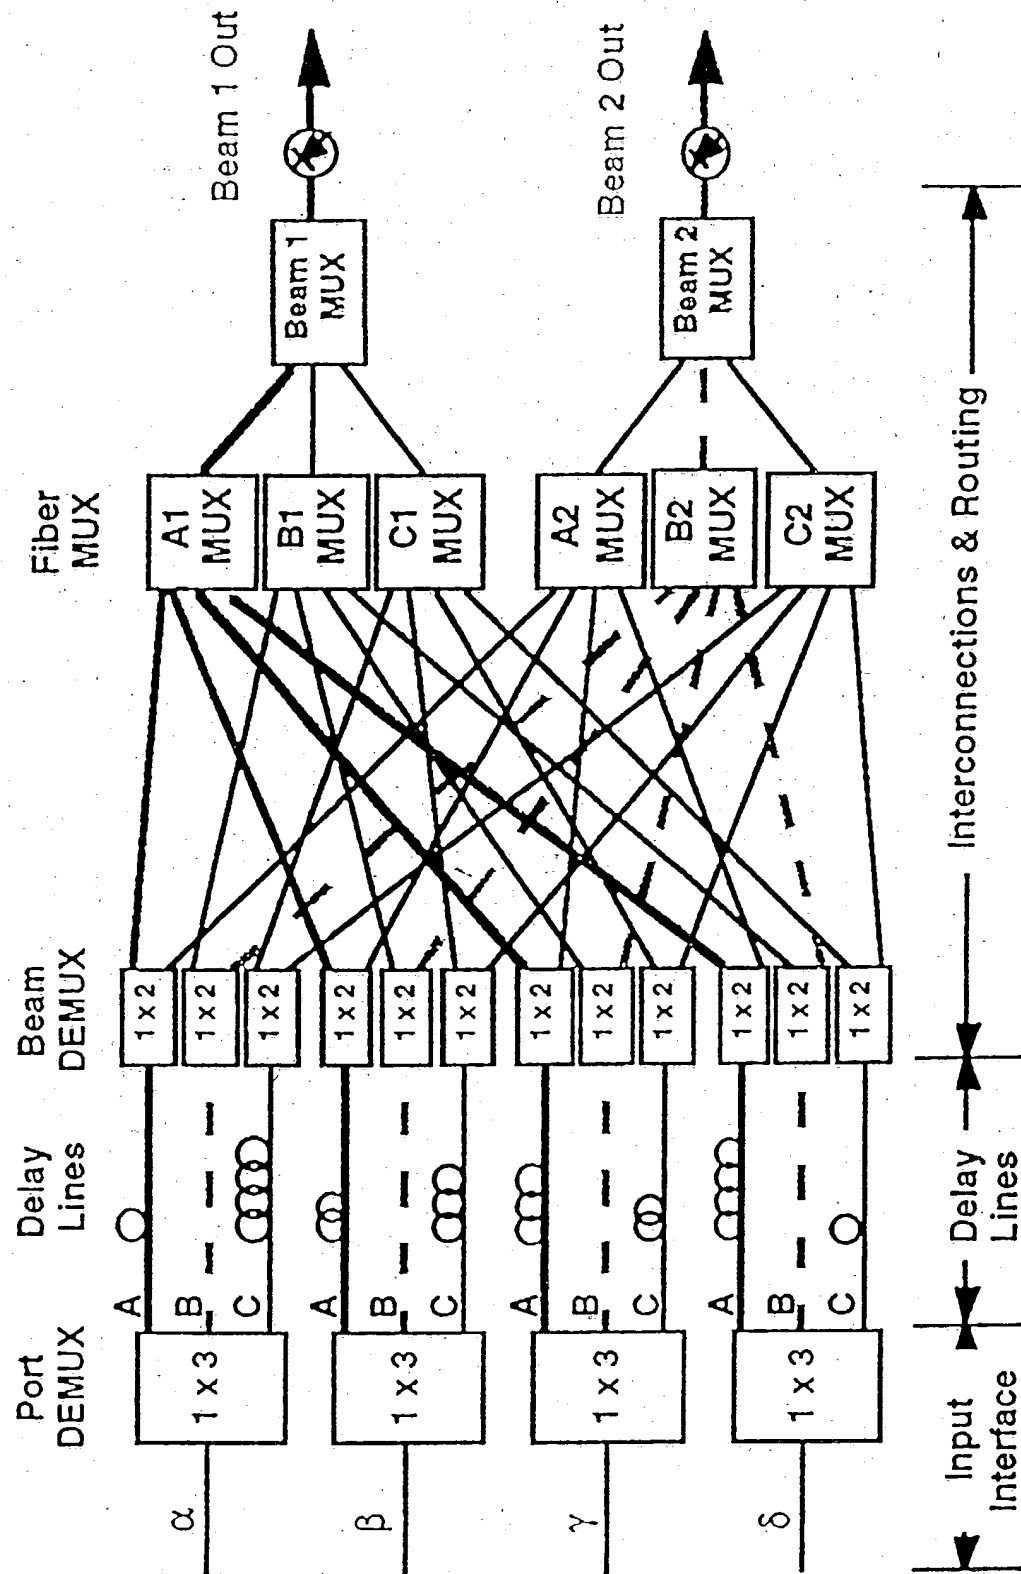 Port
DEMUX
Delay
Lines
Beam
DEMUX
Fiber
MUX
α
1 x 3
A
B
C
1 x 2
1 x 2
1 x 2
β
1 x 3
A
B
C
1 x 2
1 x 2
1 x 2
γ
1 x 3
A
B
C
1 x 2
1 x 2
1 x 2
δ
1 x 3
A
B
C
1 x 2
1 x 2
1 x 2
A1
MUX
B1
MUX
C1
MUX
A2
MUX
B2
MUX
C2
MUX
Beam 1
MUX
Beam 1 Out
Beam 2
MUX
Beam 2 Out
Input
Interface
Delay
Lines
Interconnections & Routing